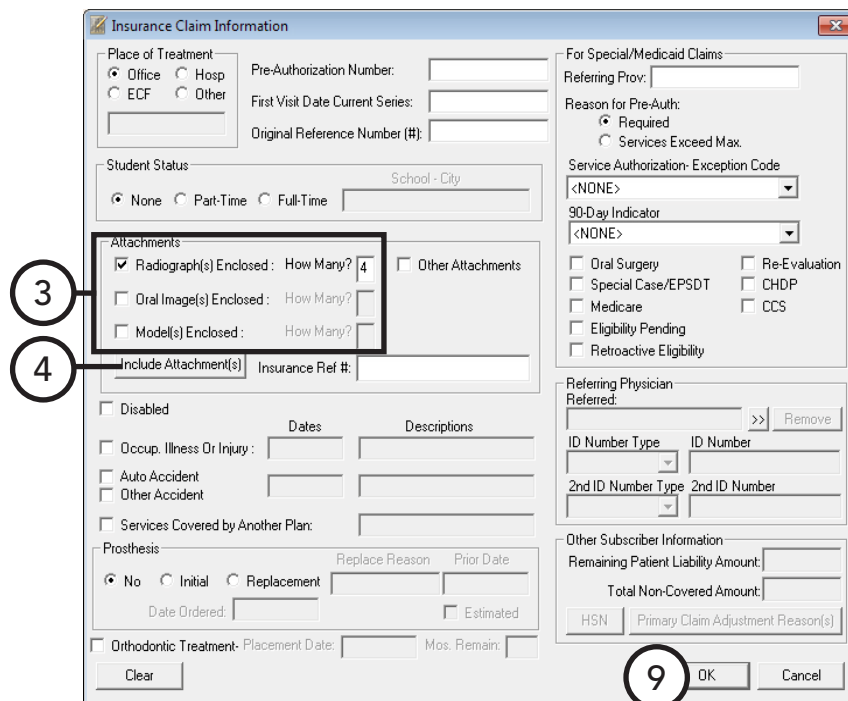 Insurance Claim Information
Place of Treatment
Office Hosp
ECF Other
Pre-Authorization Number:
First Visit Date Current Series:
Original Reference Number (#):
Student Status
School - City
None Part-Time Full-Time
3
Attachments
Radiograph(s) Enclosed : How Many? 4 Other Attachments
Oral Image(s) Enclosed : How Many?
Model(s) Enclosed : How Many?
4
Include Attachment(s) Insurance Ref #:
Disabled
Dates Descriptions
Occup. Illness Or Injury :
Auto Accident
Other Accident
Services Covered by Another Plan:
Prosthesis
Replace Reason Prior Date
No Initial Replacement
Date Ordered: Estimated
Orthodontic Treatment- Placement Date: Mos. Remain:
Clear
For Special/Medicaid Claims
Referring Prov:
Reason for Pre-Auth:
Required
Services Exceed Max.
Service Authorization- Exception Code
<NONE>
90-Day Indicator
<NONE>
Oral Surgery Re-Evaluation
Special Case/EPSDT CHDP
Medicare CCS
Eligibility Pending
Retroactive Eligibility
Referring Physician
Referred:
>> Remove
ID Number Type ID Number
2nd ID Number Type 2nd ID Number
Other Subscriber Information
Remaining Patient Liability Amount:
Total Non-Covered Amount:
HSN Primary Claim Adjustment Reason(s)
9 OK Cancel